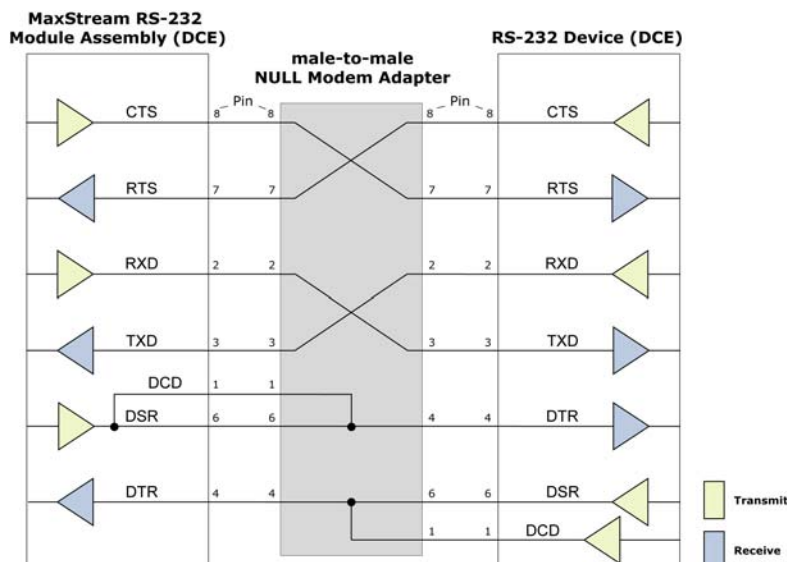 MaxStream RS-232
Module Assembly (DCE)
male-to-male
NULL Modem Adapter
RS-232 Device (DCE)
CTS 8 Pin 8 8 Pin 8 CTS
RTS 7 7 7 7 RTS
RXD 2 2 2 2 RXD
TXD 3 3 3 3 TXD
DCD 1 1
DSR 6 6 4 4 DTR
DTR 4 4 6 6 DSR
1 1 DCD
Transmit
Receive